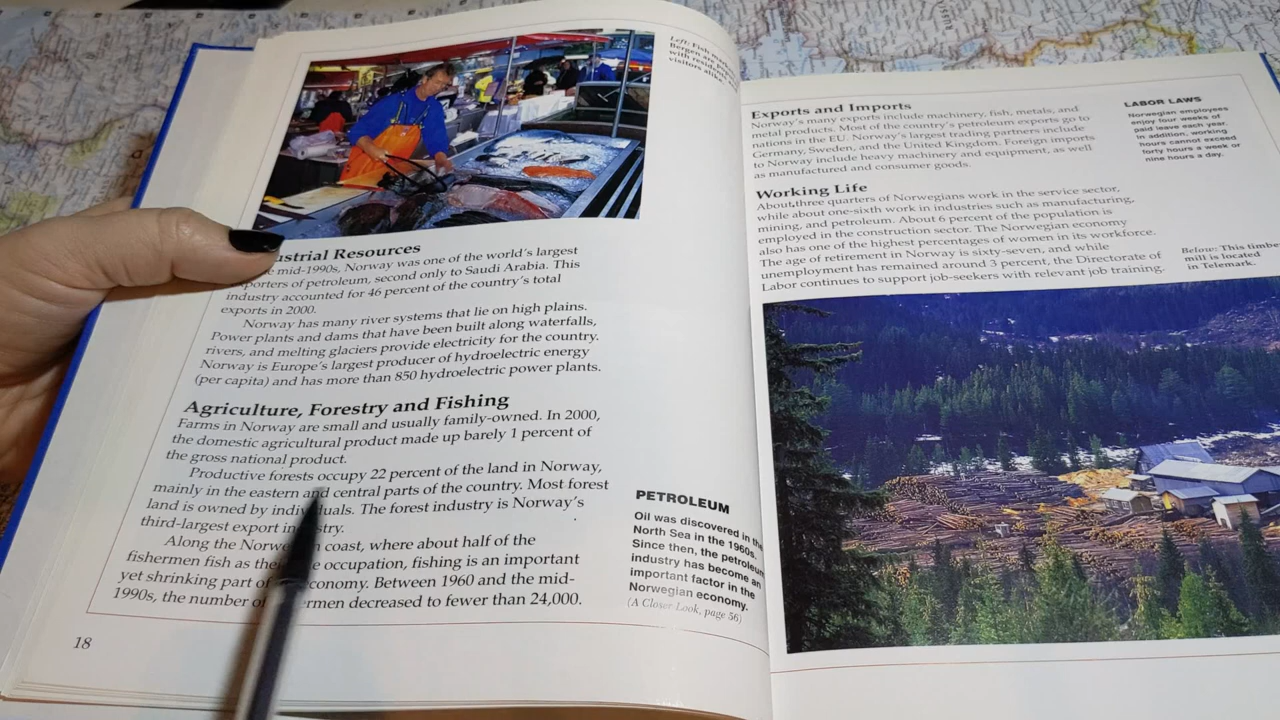 Left: Fish
Bergen are
with
visitors
ustrial Resources
mid-1990s, Norway was one of the world's largest
porters of petroleum, second only to Saudi Arabia. This
industry accounted for 46 percent of the country's total
exports in 2000.
Norway has many river systems that lie on high plains.
Power plants and dams that have been built along waterfalls,
rivers, and melting glaciers provide electricity for the country.
Norway is Europe's largest producer of hydroelectric energy
(per capita) and has more than 850 hydroelectric power plants.
Agriculture, Forestry and Fishing
Farms in Norway are small and usually family-owned. In 2000,
the domestic agricultural product made up barely 1 percent of
the gross national product.
Productive forests occupy 22 percent of the land in Norway,
mainly in the eastern and central parts of the country. Most forest
land is owned by individuals. The forest industry is Norway's
third-largest export industry.
Along the Norwe n coast, where about half of the
fishermen fish as the occupation, fishing is an important
yet shrinking part of economy. Between 1960 and the mid-
1990s, the number o ermen decreased to fewer than 24,000.
PETROLEUM
Oil was discovered in the
North Sea in the 1960s.
Since then, the petroleum
industry has become an
important factor in the
Norwegian economy.
(A Closer Look, page 56)
18
Exports and Imports
Norway's many exports include machinery, fish, metals, and
metal products. Most of the country's petroleum exports go to
nations in the EU. Norway's largest trading partners include
Germany, Sweden, and the United Kingdom. Foreign imports
to Norway include heavy machinery and equipment, as well
as manufactured and consumer goods.
LABOR LAWS
Norwegian employees
enjoy four weeks of
paid leave each year.
In addition, working
hours cannot exceed
forty hours a week or
nine hours a day.
Working Life
About three quarters of Norwegians work in the service sector,
while about one-sixth work in industries such as manufacturing,
mining, and petroleum. About 6 percent of the population is
employed in the construction sector. The Norwegian economy
also has one of the highest percentages of women in its workforce.
The age of retirement in Norway is sixty-seven, and while
unemployment has remained around 3 percent, the Directorate of
Labor continues to support job-seekers with relevant job training.
Below: This timbe
mill is located
in Telemark.